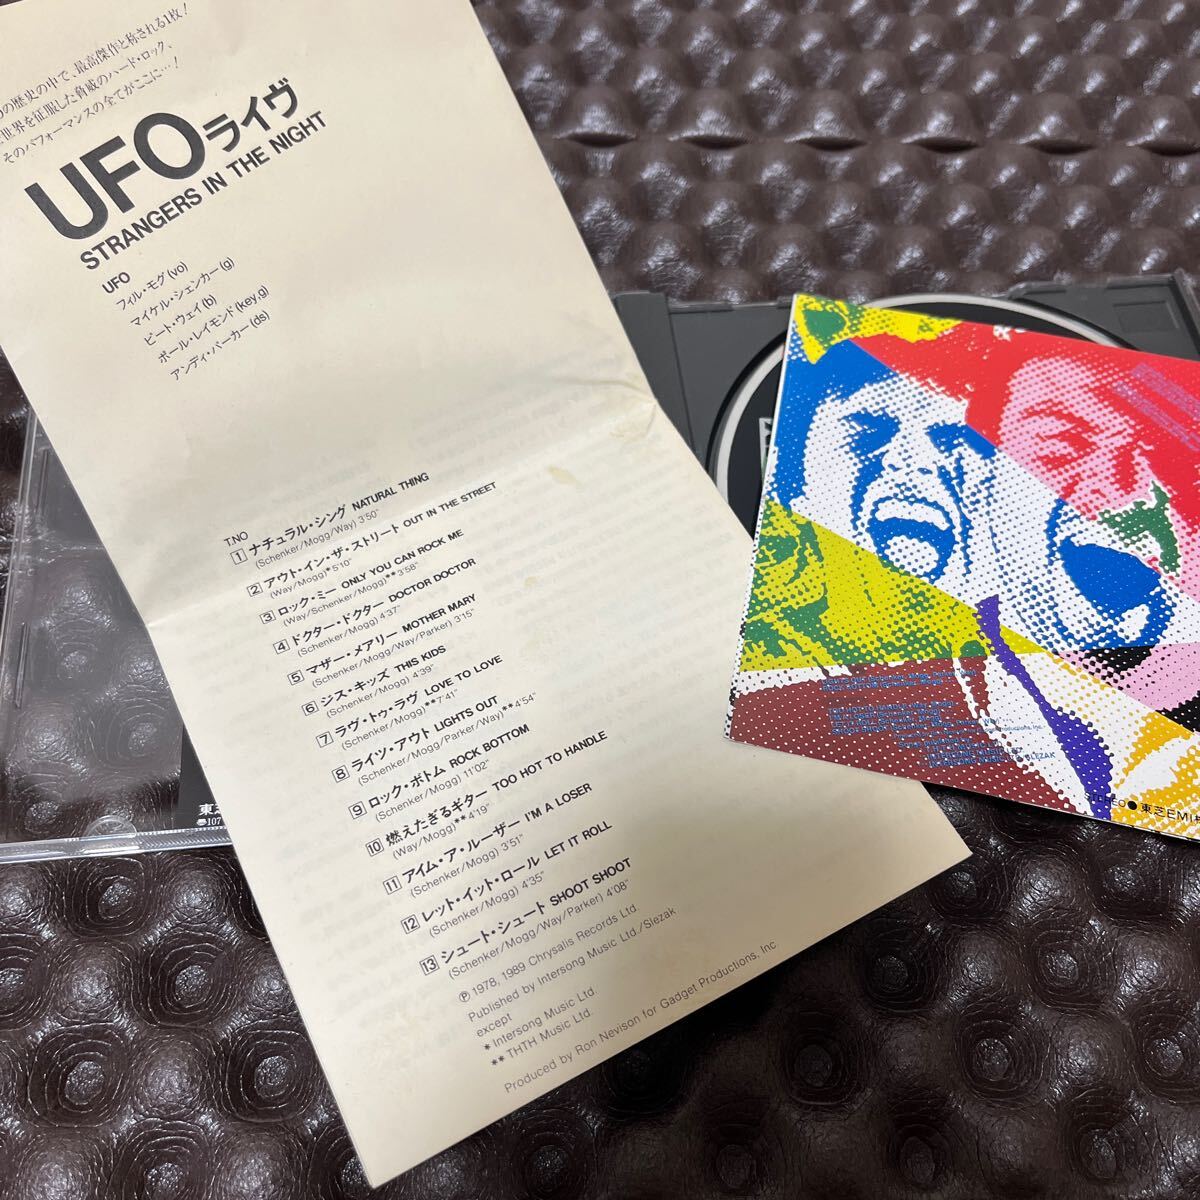 の歴史の中で、最高傑作と称される1枚!
世界を征服した脅威のハード・ロック、
そのパフォーマンスの全てがここに…!
UFOライヴ
STRANGERS IN THE NIGHT
UFO
フィル・モグ(vo)
マイケル・シェンカー(g)
ピート・ウェイ(b)
ポール・レイモンド(key,g)
アンディ・パーカー(ds)
T.NO
1 ナチュラル・シング NATURAL THING
(Schenker/Mogg/Way) 3'50"
2 アウト・イン・ザ・ストリート OUT IN THE STREET
(Way/Mogg)* 5'10"
3 ロック・ミー ONLY YOU CAN ROCK ME
(Way/Schenker/Mogg)** 3'58"
4 ドクター・ドクター DOCTOR DOCTOR
(Schenker/Mogg) 4'37"
5 マザー・メアリー MOTHER MARY
(Schenker/Mogg/Way/Parker) 3'15"
6 ジス・キッズ THIS KIDS
(Schenker/Mogg) 4'39"
7 ラヴ・トゥ・ラヴ LOVE TO LOVE
(Schenker/Mogg)** 7'41"
8 ライツ・アウト LIGHTS OUT
(Schenker/Mogg/Parker/Way)** 4'54"
9 ロック・ボトム ROCK BOTTOM
(Schenker/Mogg) 11'02"
10 燃えたぎるギター TOO HOT TO HANDLE
(Way/Mogg)** 4'19"
11 アイム・ア・ルーザー I'M A LOSER
(Schenker/Mogg) 3'51"
12 レット・イット・ロール LET IT ROLL
(Schenker/Mogg) 4'35"
13 シュート・シュート SHOOT SHOOT
(Schenker/Mogg/Way/Parker) 4'08"
Ⓟ 1978, 1989 Chrysalis Records Ltd.
Published by Intersong Music Ltd./Slezak
except
* Intersong Music Ltd.
** THTH Music Ltd.
Produced by Ron Nevison for Gadget Productions, Inc.
東芝
107
東芝EMI